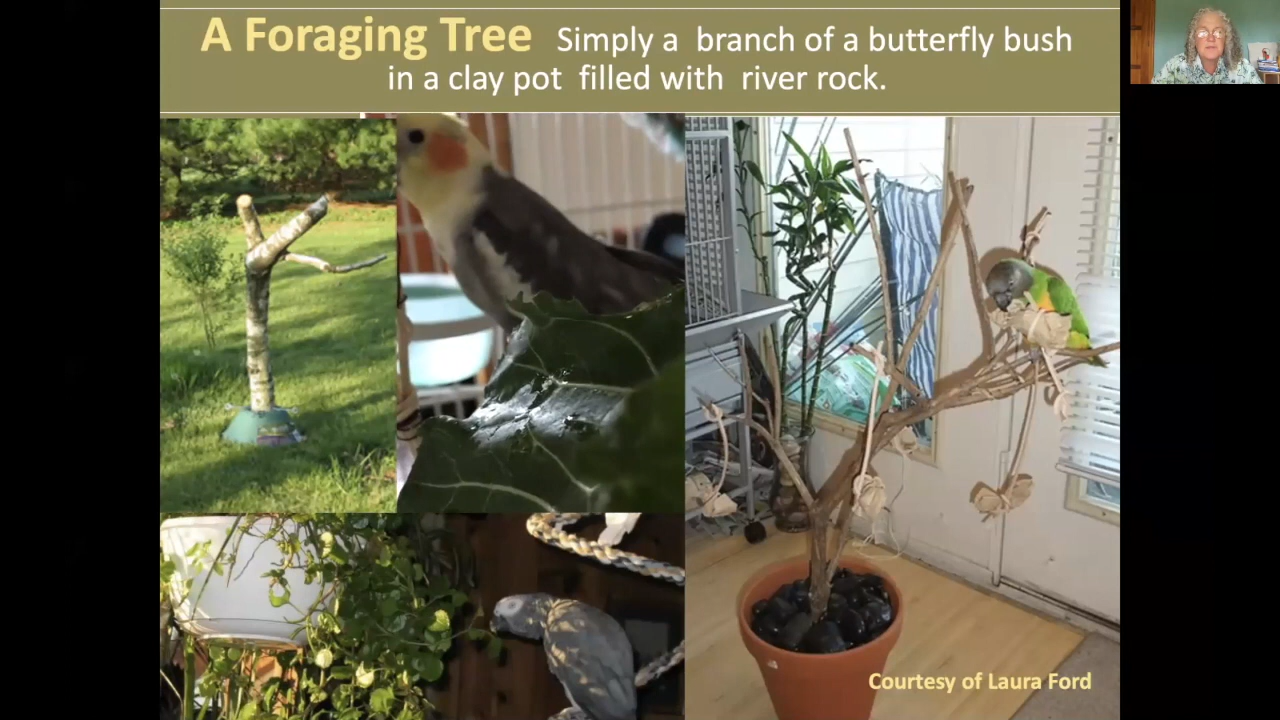 A Foraging Tree Simply a branch of a butterfly bush
in a clay pot filled with river rock.
Courtesy of Laura Ford